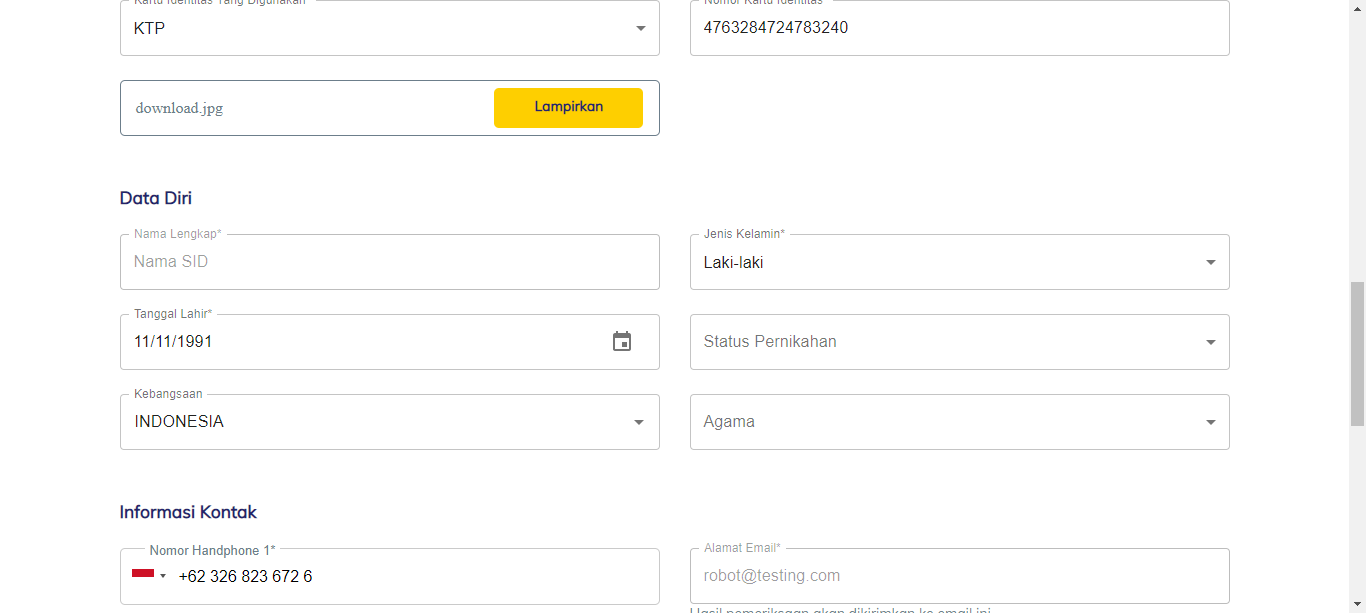 Kartu Identitas Yang Digunakan
Nomor Kartu Identitas
KTP
4763284724783240
download.jpg
Lampirkan
Data Diri
Nama Lengkap*
Jenis Kelamin*
Nama SID
Laki-laki
Tanggal Lahir*
11/11/1991
Status Pernikahan
Kebangsaan
INDONESIA
Agama
Informasi Kontak
Nomor Handphone 1*
Alamat Email*
+62 326 823 672 6
robot@testing.com
Hasil pemeriksaan akan dikirimkan ke email ini